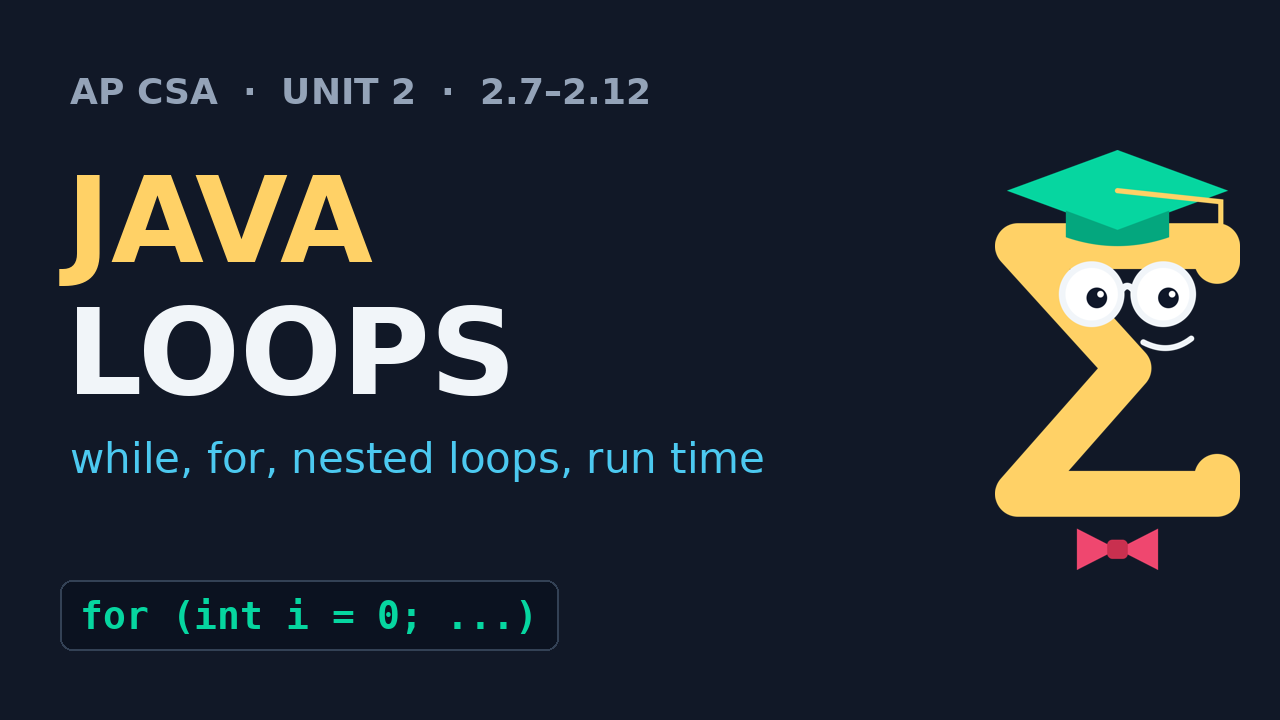 AP CSA · UNIT 2 · 2.7–2.12
JAVA
LOOPS
while, for, nested loops, run time
for (int i = 0; ...)